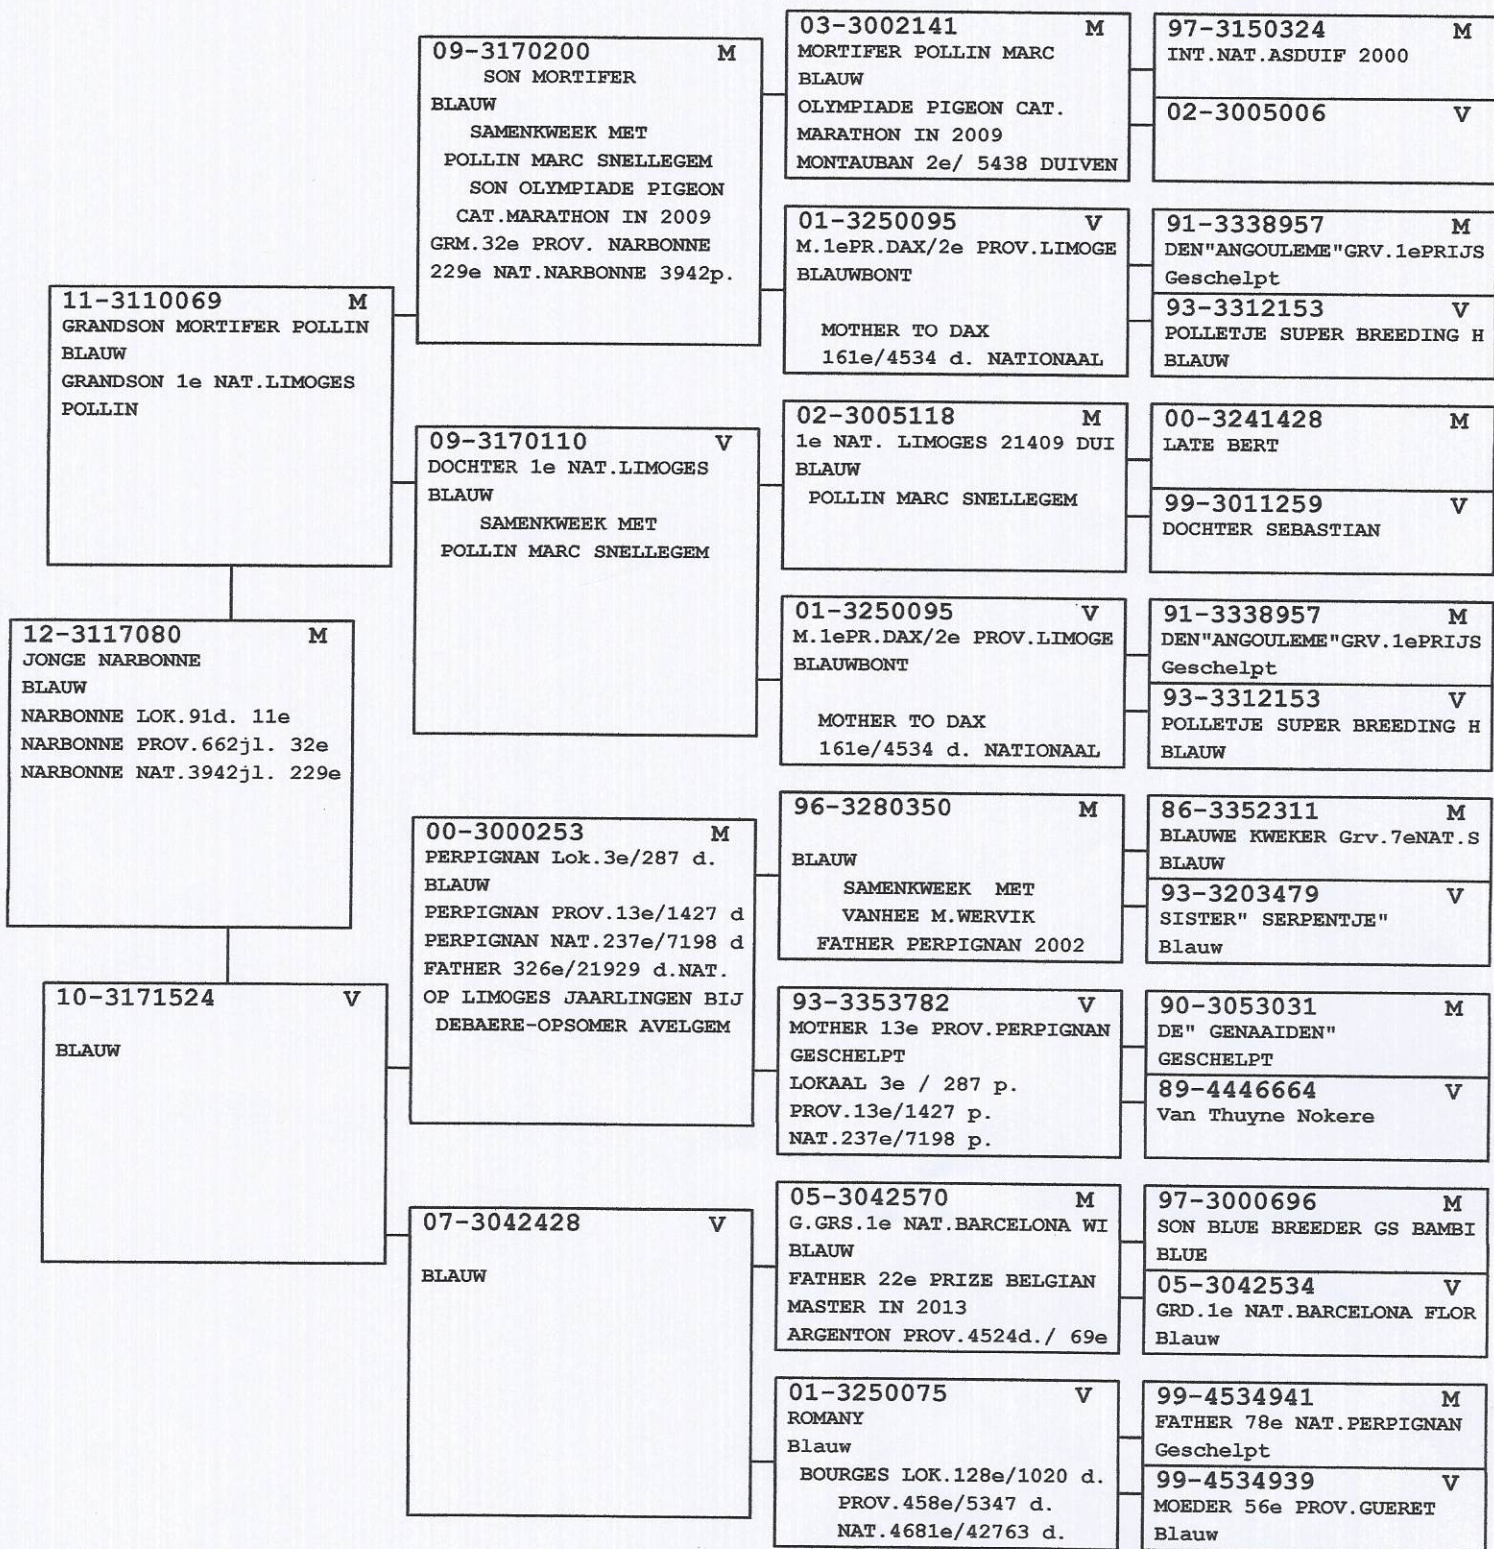 12-3117080 M
JONGE NARBONNE
BLAUW
NARBONNE LOK.91d. 11e
NARBONNE PROV.662jl. 32e
NARBONNE NAT.3942jl. 229e
11-3110069 M
GRANDSON MORTIFER POLLIN
BLAUW
GRANDSON 1e NAT.LIMOGES
POLLIN
10-3171524 V
BLAUW
09-3170200 M
SON MORTIFER
BLAUW
SAMENKWEEK MET
POLLIN MARC SNELLEGEM
SON OLYMPIADE PIGEON
CAT.MARATHON IN 2009
GRM.32e PROV. NARBONNE
229e NAT.NARBONNE 3942p.
09-3170110 V
DOCHTER 1e NAT.LIMOGES
BLAUW
SAMENKWEEK MET
POLLIN MARC SNELLEGEM
00-3000253 M
PERPIGNAN Lok.3e/287 d.
BLAUW
PERPIGNAN PROV.13e/1427 d
PERPIGNAN NAT.237e/7198 d
FATHER 326e/21929 d.NAT.
OP LIMOGES JAARLINGEN BIJ
DEBAERE-OPSOMER AVELGEM
07-3042428 V
BLAUW
03-3002141 M
MORTIFER POLLIN MARC
BLAUW
OLYMPIADE PIGEON CAT.
MARATHON IN 2009
MONTAUBAN 2e/ 5438 DUIVEN
01-3250095 V
M.1ePR.DAX/2e PROV.LIMOGE
BLAUWBONT
MOTHER TO DAX
161e/4534 d. NATIONAAL
02-3005118 M
1e NAT. LIMOGES 21409 DUI
BLAUW
POLLIN MARC SNELLEGEM
01-3250095 V
M.1ePR.DAX/2e PROV.LIMOGE
BLAUWBONT
MOTHER TO DAX
161e/4534 d. NATIONAAL
96-3280350 M
BLAUW
SAMENKWEEK MET
VANHEE M.WERVIK
FATHER PERPIGNAN 2002
93-3353782 V
MOTHER 13e PROV.PERPIGNAN
GESCHELPT
LOKAAL 3e / 287 p.
PROV.13e/1427 p.
NAT.237e/7198 p.
05-3042570 M
G.GRS.1e NAT.BARCELONA WI
BLAUW
FATHER 22e PRIZE BELGIAN
MASTER IN 2013
ARGENTON PROV.4524d./ 69e
01-3250075 V
ROMANY
Blauw
BOURGES LOK.128e/1020 d.
PROV.458e/5347 d.
NAT.4681e/42763 d.
97-3150324 M
INT.NAT.ASDUIF 2000
02-3005006 V
91-3338957 M
DEN"ANGOULEME"GRV.1ePRIJS
Geschelpt
93-3312153 V
POLLETJE SUPER BREEDING H
BLAUW
00-3241428 M
LATE BERT
99-3011259 V
DOCHTER SEBASTIAN
91-3338957 M
DEN"ANGOULEME"GRV.1ePRIJS
Geschelpt
93-3312153 V
POLLETJE SUPER BREEDING H
BLAUW
86-3352311 M
BLAUWE KWEKER Grv.7eNAT.S
BLAUW
93-3203479 V
SISTER" SERPENTJE"
Blauw
90-3053031 M
DE" GENAAIDEN"
GESCHELPT
89-4446664 V
Van Thuyne Nokere
97-3000696 M
SON BLUE BREEDER GS BAMBI
BLUE
05-3042534 V
GRD.1e NAT.BARCELONA FLOR
Blauw
99-4534941 M
FATHER 78e NAT.PERPIGNAN
Geschelpt
99-4534939 V
MOEDER 56e PROV.GUERET
Blauw